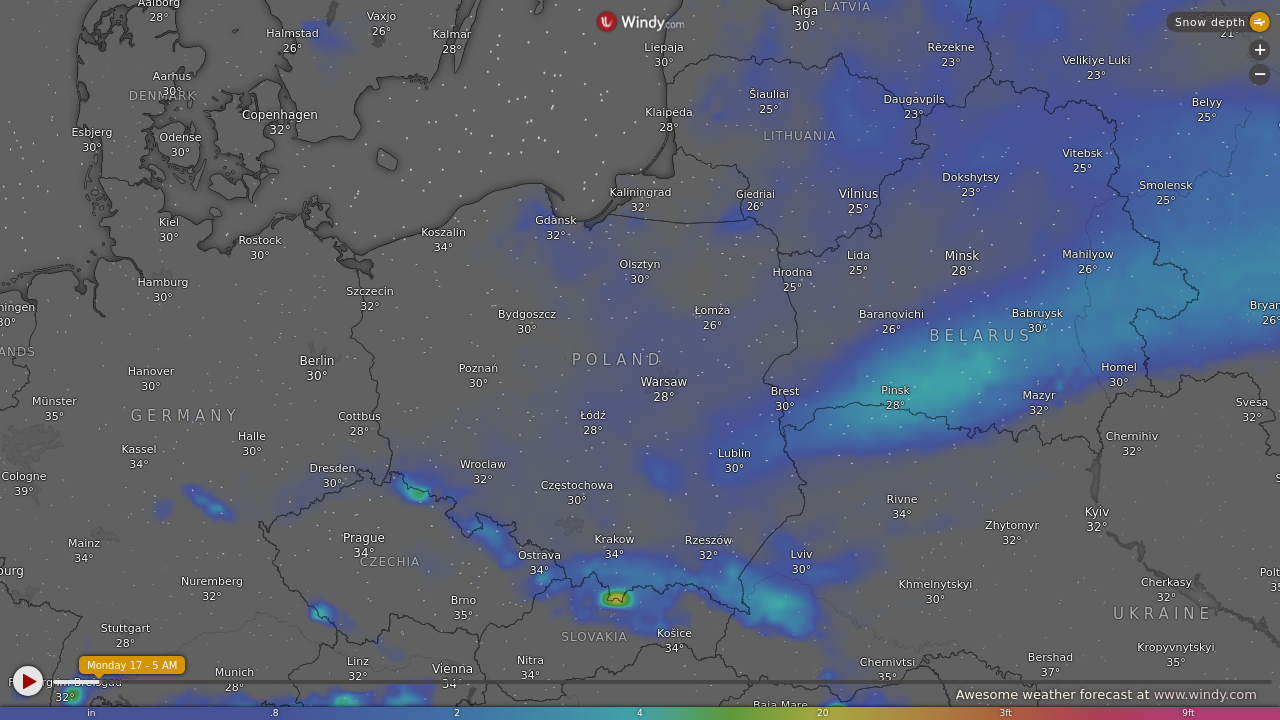 Aalborg
28°
Halmstad
26°
Vaxjo
26°
Kalmar
28°
Windy.com
Liepaja
30°
Riga
30°
LATVIA
Rēzekne
23°
Snow depth
21°
Velikiye Luki
23°
Aarhus
30°
DENMARK
Copenhagen
32°
Esbjerg
30°
Odense
30°
Klaipėda
28°
Šiauliai
25°
LITHUANIA
Daugavpils
23°
Belyy
25°
Vitebsk
25°
Dokshytsy
23°
Smolensk
25°
Kaliningrad
32°
Giedriai
26°
Vilnius
25°
Kiel
30°
Rostock
30°
Koszalin
34°
Gdańsk
32°
Olsztyn
30°
Hrodna
25°
Lida
25°
Minsk
28°
Mahilyow
26°
Hamburg
30°
Szczecin
32°
ningen
30°
Bydgoszcz
30°
Łomża
26°
Baranovichi
26°
Babruysk
30°
Bryan
26°
BELARUS
ANDS
Hanover
30°
Berlin
30°
Poznań
30°
POLAND
Warsaw
28°
Brest
30°
Pinsk
28°
Homel
30°
Mazyr
32°
Svesa
32°
Münster
35°
GERMANY
Cottbus
28°
Łódź
28°
Halle
30°
Kassel
34°
Chernihiv
32°
Lublin
30°
Cologne
39°
Dresden
30°
Wroclaw
32°
Częstochowa
30°
Rivne
34°
Zhytomyr
32°
Kyiv
32°
Mainz
34°
Prague
34°
CZECHIA
Ostrava
34°
Krakow
34°
Rzeszów
32°
Lviv
30°
ourg
Nuremberg
32°
Brno
35°
Khmelnytskyi
30°
Cherkasy
32°
Polt
35
UKRAINE
Stuttgart
28°
SLOVAKIA
Košice
34°
Kropyvnytskyi
35°
Monday 17 - 5 AM
Munich
28°
Linz
32°
Vienna
34°
Nitra
34°
Chernivtsi
35°
Bershad
37°
32°
Baia Mare
Awesome weather forecast at www.windy.com
in .8 2 4 20 3ft 9ft